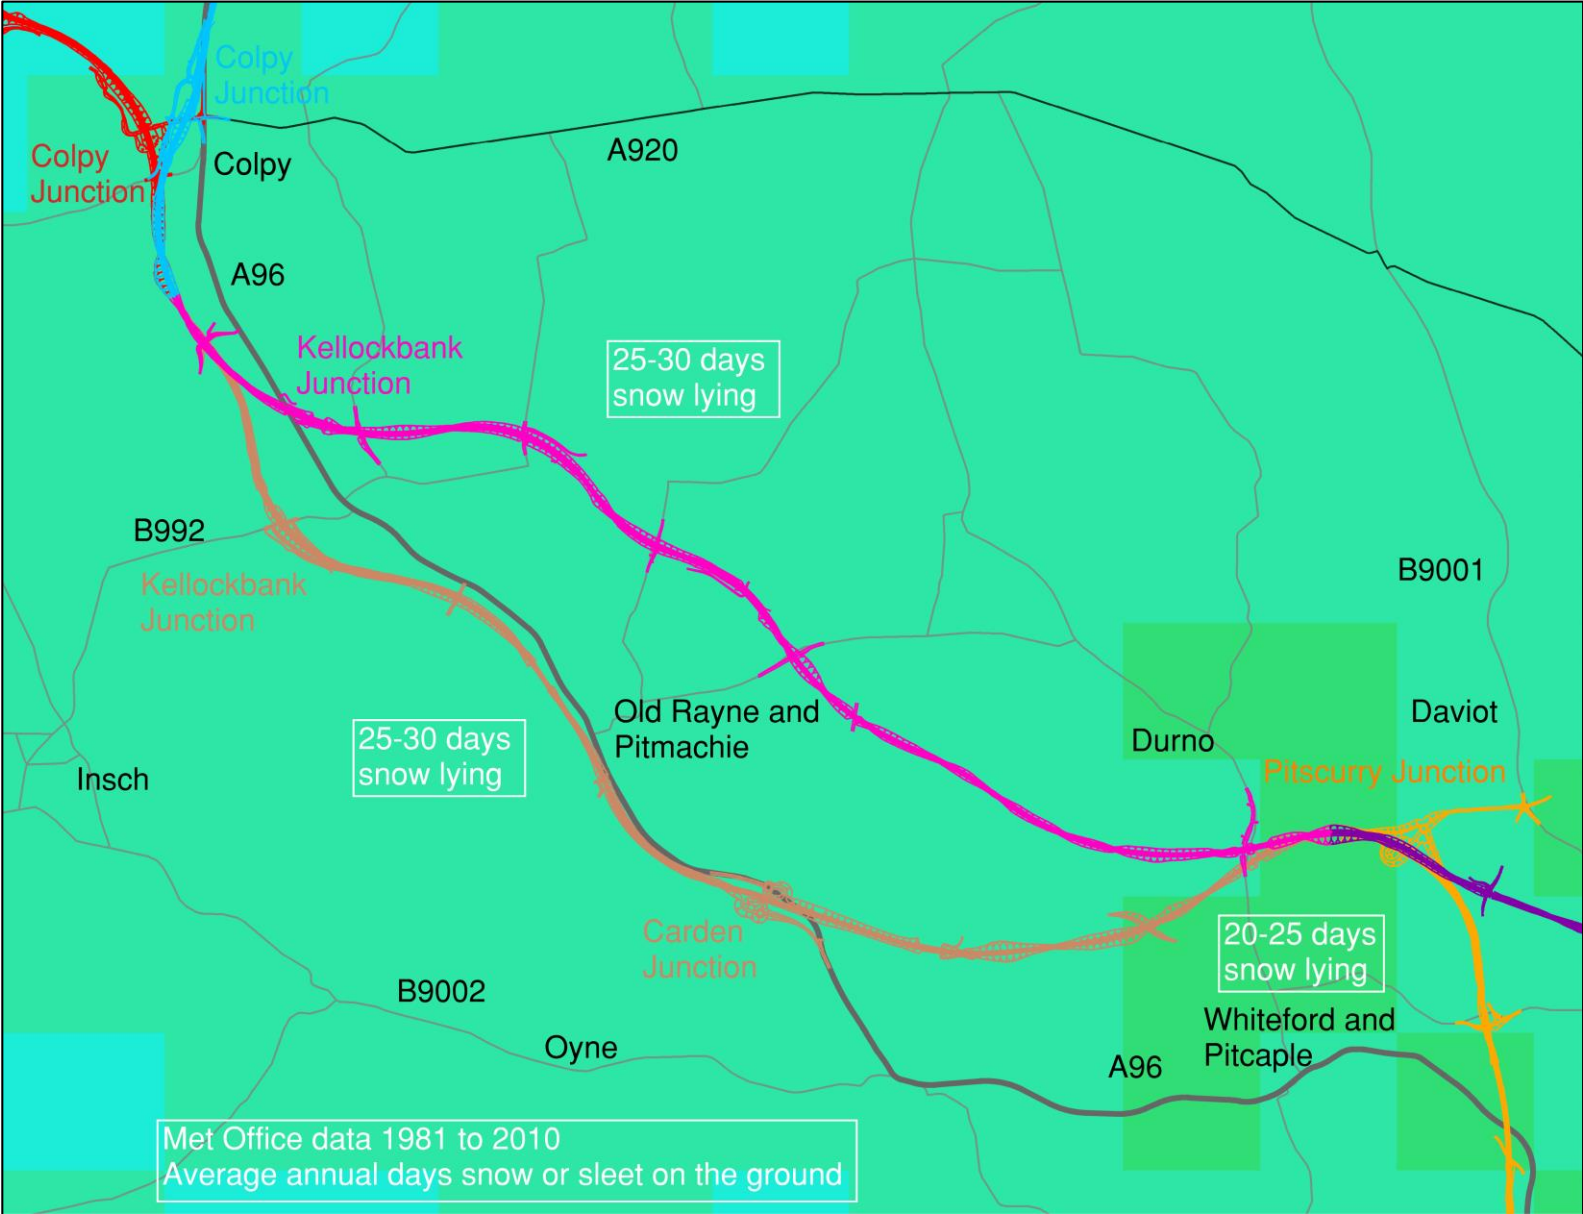 Colpy
Junction
Colpy
Junction
Colpy
A920
A96
Kellockbank
Junction
25-30 days
snow lying
B992
Kellockbank
Junction
B9001
Old Rayne and
Pitmachie
Daviot
Durno
25-30 days
snow lying
Insch
Pitscurry Junction
Carden
Junction
20-25 days
snow lying
B9002
Whiteford and
Pitcaple
Oyne
A96
Met Office data 1981 to 2010
Average annual days snow or sleet on the ground